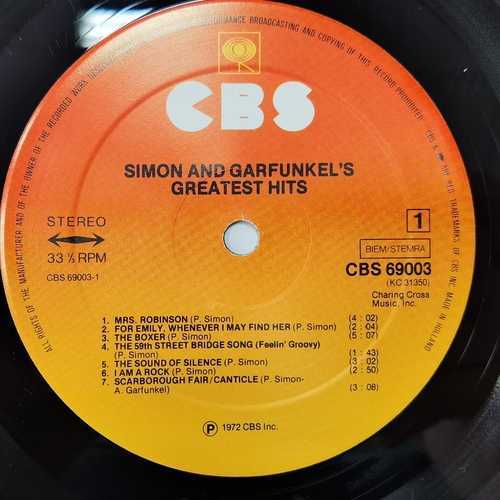 ALL RIGHTS OF THE MANUFACTURER AND OF THE OWNER OF THE RECORDED WORK BROADCASTING AND COPYING OF THIS RECORD PROHIBITED. "CBS" & ARE TRADEMARKS OF CBS INC. MADE IN HOLLAND
CBS
SIMON AND GARFUNKEL'S
GREATEST HITS
STEREO
33 ⅓ RPM
CBS 69003-1
1
BIEM/STEMRA
CBS 69003
(KC 31350)
Charing Cross
Music, Inc.
1. MRS. ROBINSON (P. Simon) (4 : 02)
2. FOR EMILY, WHENEVER I MAY FIND HER (P. Simon) (2 : 04)
3. THE BOXER (P. Simon) (5 : 07)
4. THE 59th STREET BRIDGE SONG (Feelin' Groovy)
(P. Simon) (1 : 43)
5. THE SOUND OF SILENCE (P. Simon) (3 : 02)
6. I AM A ROCK (P. Simon) (2 : 50)
7. SCARBOROUGH FAIR/CANTICLE (P. Simon-
A. Garfunkel) (3 : 08)
℗ 1972 CBS Inc.